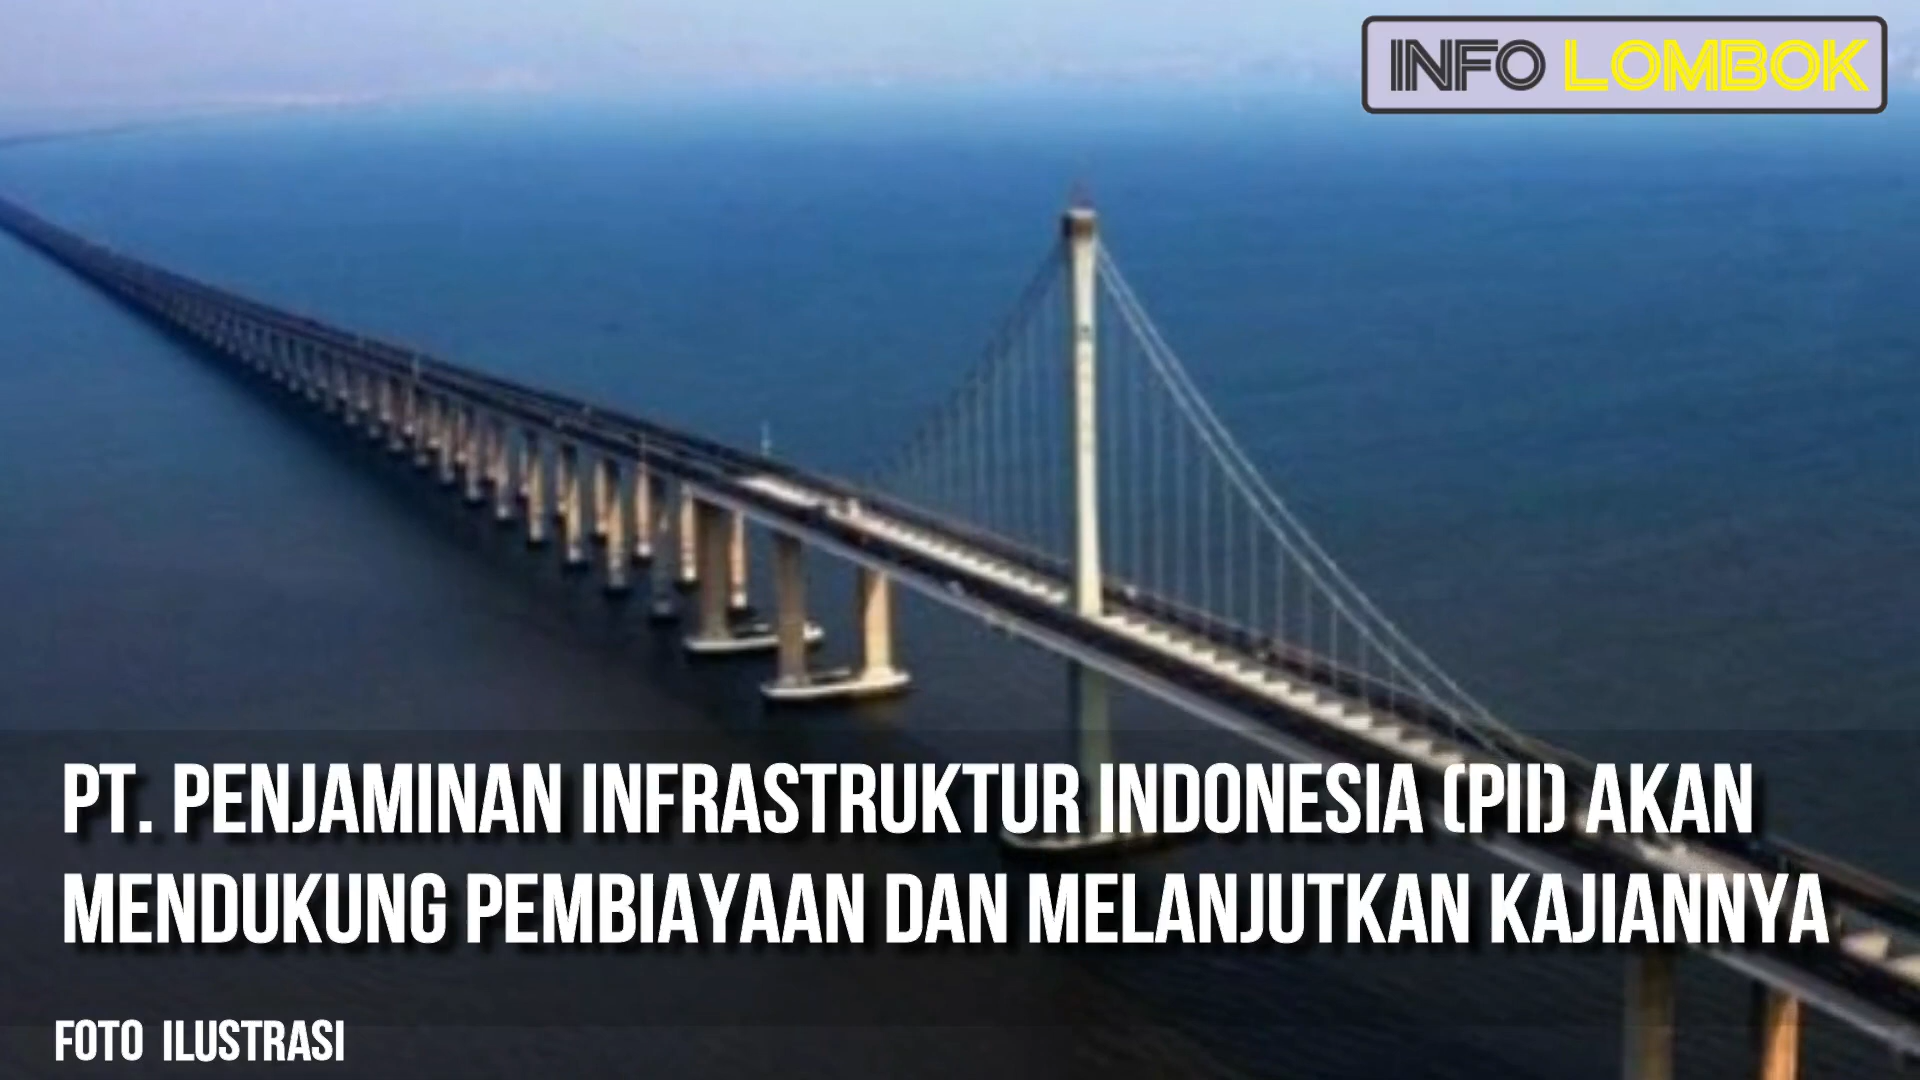 INFO LOMBOK
PT. PENJAMINAN INFRASTRUKTUR INDONESIA (PII) AKAN
MENDUKUNG PEMBIAYAAN DAN MELANJUTKAN KAJIANNYA
FOTO ILUSTRASI